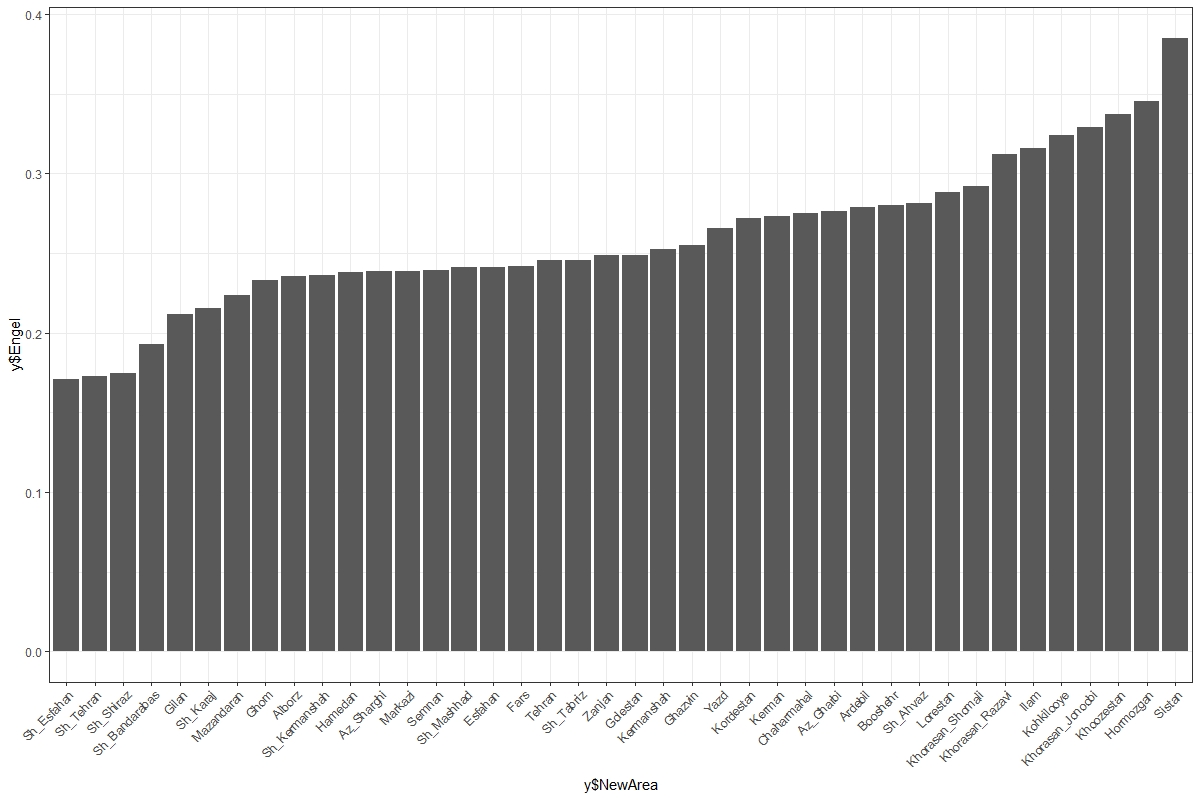 0.4
0.3
0.2
0.1
0.0
y$Engel
Sh_Esfahan
Sh_Tehran
Sh_Shiraz
Sh_Bandarabas
Gilan
Sh_Karaj
Mazandaran
Ghom
Alborz
Sh_Kermanshah
Hamedan
Az_Sharghi
Markazi
Semnan
Sh_Mashhad
Esfahan
Fars
Tehran
Sh_Tabriz
Zanjan
Golestan
Kermanshah
Ghazvin
Yazd
Kordestan
Kerman
Chaharmahal
Az_Gharbi
Ardebil
Booshehr
Sh_Ahvaz
Lorestan
Khorasan_Shomali
Khorasan_Razavi
Ilam
Kohkilooye
Khorasan_Jonoobi
Khoozestan
Hormozgan
Sistan
y$NewArea